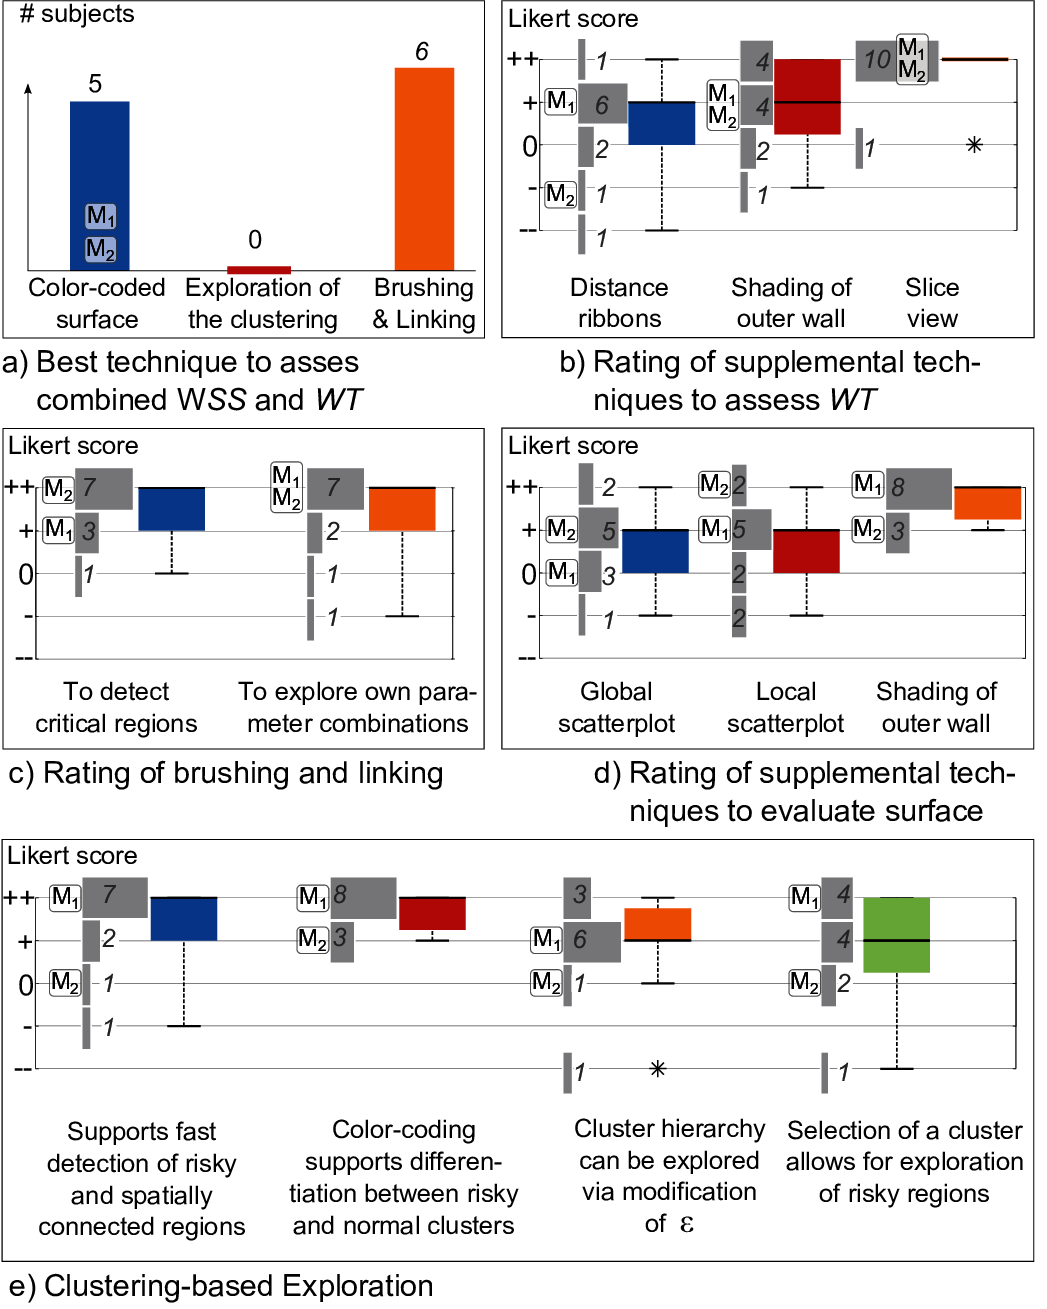 # subjects
5
0
6
M1
M2
Color-coded
surface
Exploration of
the clustering
Brushing
& Linking
a) Best technique to asses
combined WSS and WT
Likert score
++
+
0
-
--
1
M1 6
2
M2 1
1
4
M1
M2
4
2
1
10 M1
M2
1
*
Distance
ribbons
Shading of
outer wall
Slice
view
b) Rating of supplemental tech-
niques to assess WT
Likert score
++
+
0
-
--
M2 7
M1 3
1
M1
M2
7
2
1
1
To detect
critical regions
To explore own para-
meter combinations
c) Rating of brushing and linking
Likert score
++
+
0
-
--
2
M2 5
M1 3
1
M2 2
M1 5
2
2
M1 8
M2 3
Global
scatterplot
Local
scatterplot
Shading of
outer wall
d) Rating of supplemental tech-
niques to evaluate surface
Likert score
++
+
0
-
--
M1 7
2
M2 1
1
M1 8
M2 3
3
M1 6
M2 1
1
*
M1 4
4
M2 2
1
Supports fast
detection of risky
and spatially
connected regions
Color-coding
supports differen-
tiation between risky
and normal clusters
Cluster hierarchy
can be explored
via modification
of ε
Selection of a cluster
allows for exploration
of risky regions
e) Clustering-based Exploration